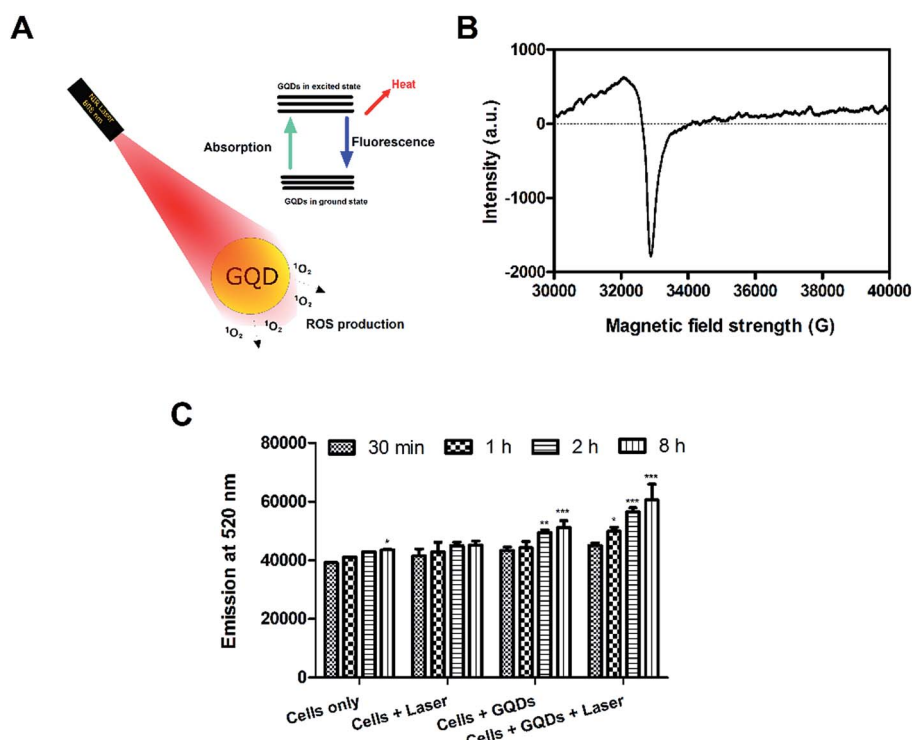 A
NIR Laser
808 nm
GQDs in excited state
Heat
Absorption
Fluorescence
GQDs in ground state
GQD
¹O₂
¹O₂
¹O₂
¹O₂
ROS production
B
Intensity (a.u.)
1000
0
-1000
-2000
30000 32000 34000 36000 38000 40000
Magnetic field strength (G)
C
Emission at 520 nm
80000
60000
40000
20000
0
30 min 1 h 2 h 8 h
*
** ***
* *** ***
Cells only
Cells + Laser
Cells + GQDs
Cells + GQDs + Laser